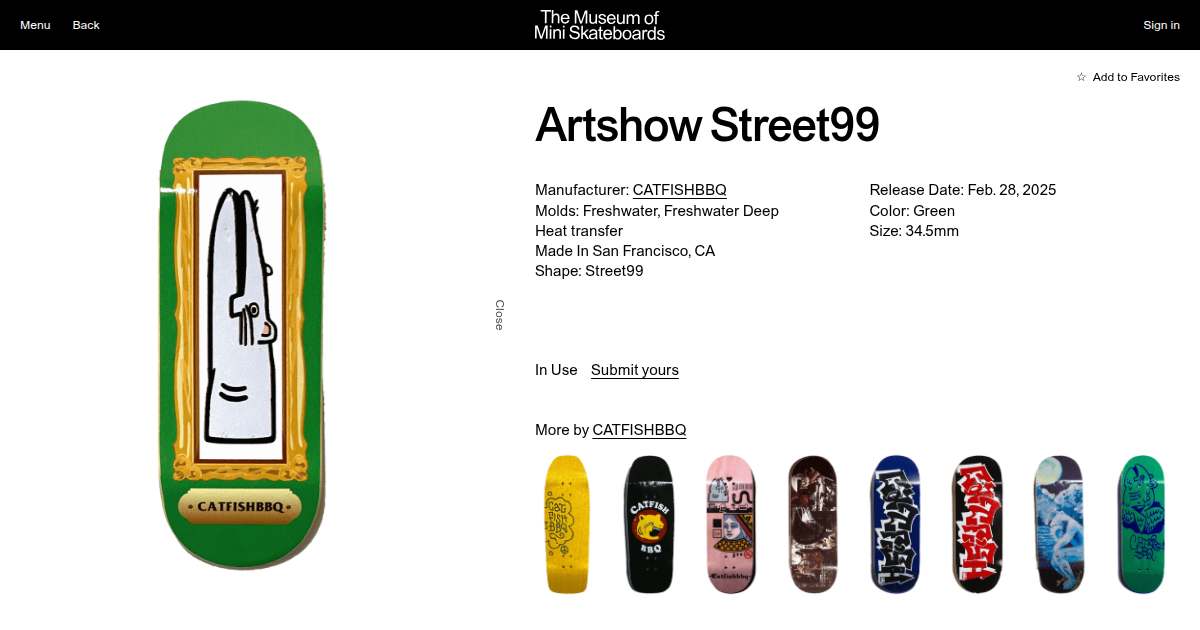 Menu
Back
The Museum of
Mini Skateboards
Sign in
☆ Add to Favorites
Artshow Street99
Manufacturer: CATFISHBBQ
Molds: Freshwater, Freshwater Deep
Heat transfer
Made In San Francisco, CA
Shape: Street99
Release Date: Feb. 28, 2025
Color: Green
Size: 34.5mm
Close
• CATFISHBBQ •
In Use Submit yours
More by CATFISHBBQ
CATFISH
BBQ
-Catfishbbq-